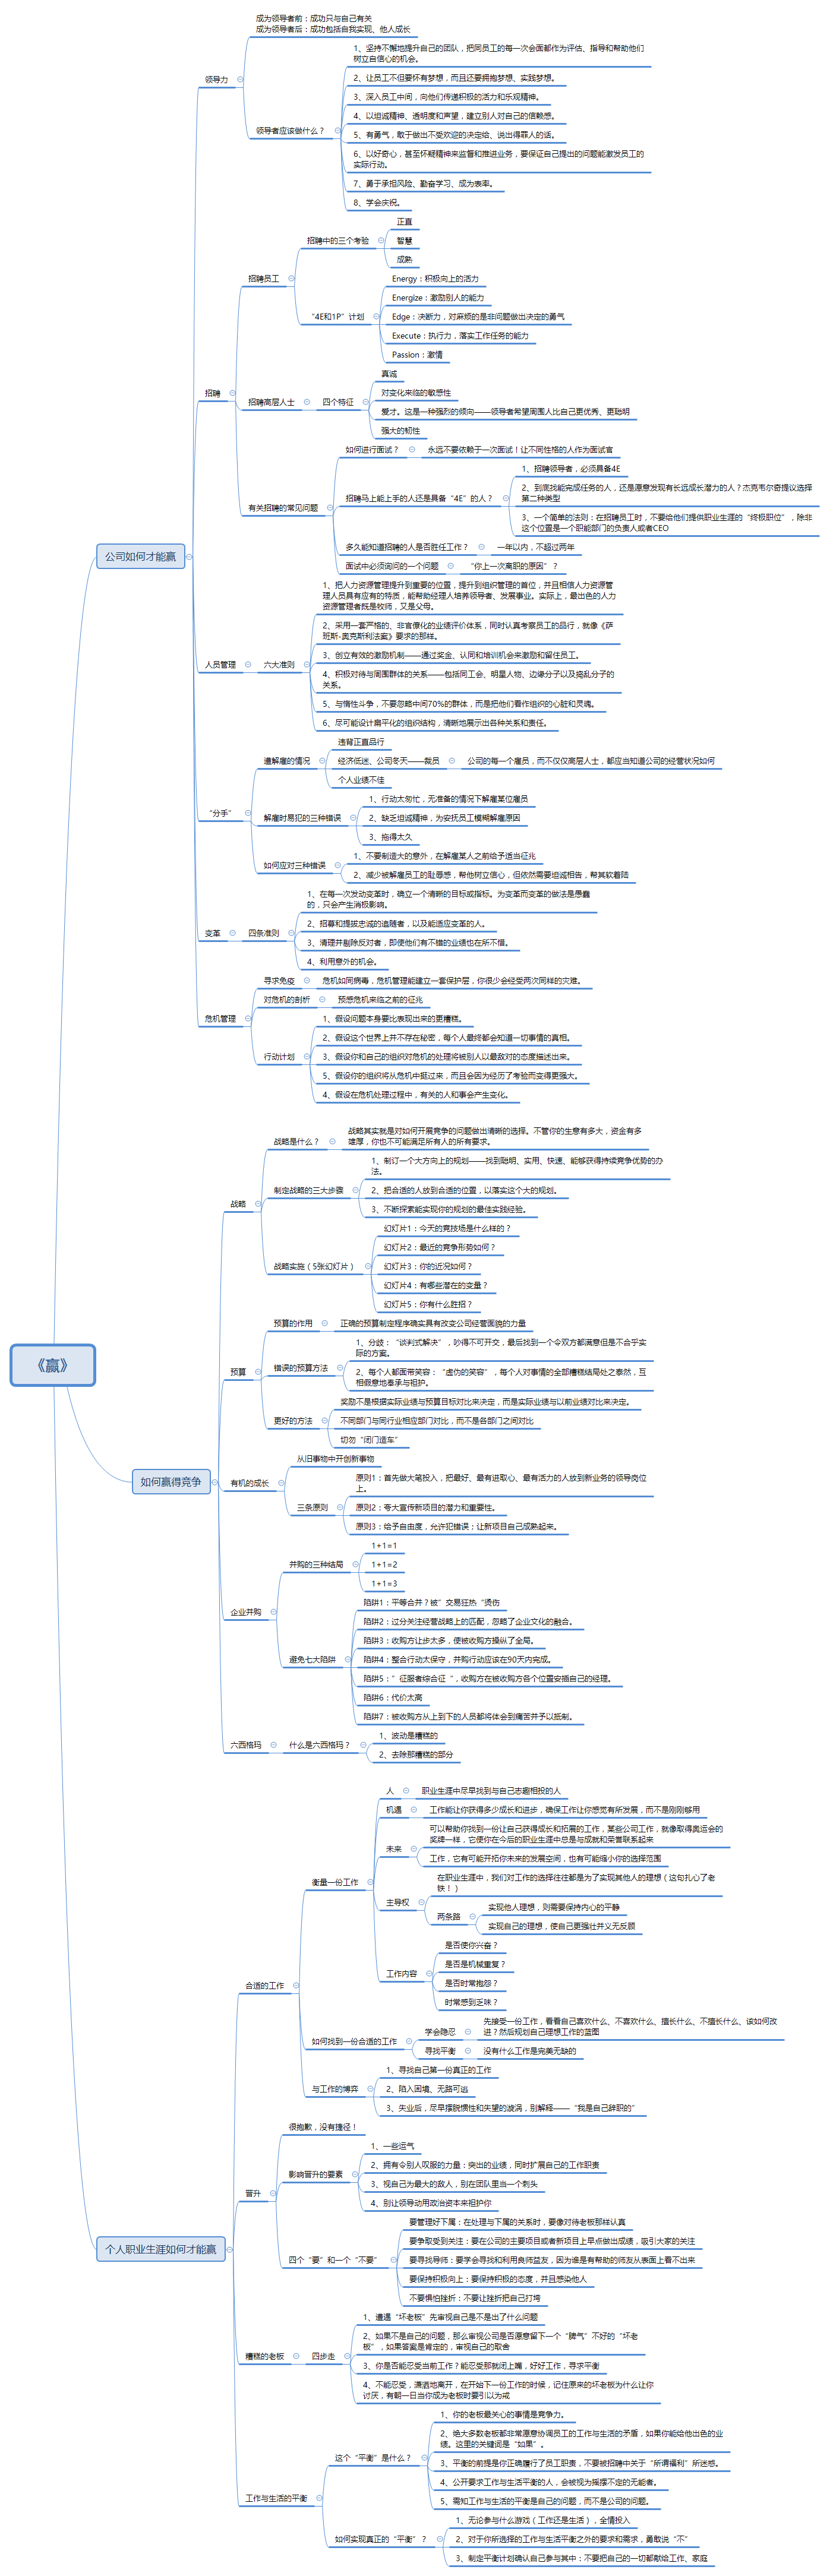 《赢》
公司如何才能赢
领导力
成为领导者前：成功只与自己有关
成为领导者后：成功包括自我实现、他人成长
领导者应该做什么？
1、坚持不懈地提升自己的团队，把同员工的每一次会面都作为评估、指导和帮助他们
树立自信心的机会。
2、让员工不但要怀有梦想，而且还要拥抱梦想、实践梦想。
3、深入员工中间，向他们传递积极的活力和乐观精神。
4、以坦诚精神、透明度和声望，建立别人对自己的信赖感。
5、有勇气，敢于做出不受欢迎的决定给、说出得罪人的话。
6、以好奇心，甚至怀疑精神来监督和推进业务，要保证自己提出的问题能激发员工的
实际行动。
7、勇于承担风险、勤奋学习、成为表率。
8、学会庆祝。
招聘
招聘员工
招聘中的三个考验
正直
智慧
成熟
“4E和1P”计划
Energy：积极向上的活力
Energize：激励别人的能力
Edge：决断力，对麻烦的是非问题做出决定的勇气
Execute：执行力，落实工作任务的能力
Passion：激情
招聘高层人士
四个特征
真诚
对变化来临的敏感性
爱才。这是一种强烈的倾向——领导者希望周围人比自己更优秀、更聪明
强大的韧性
有关招聘的常见问题
如何进行面试？
永远不要依赖于一次面试！让不同性格的人作为面试官
招聘马上能上手的人还是具备“4E”的人？
1、招聘领导者，必须具备4E
2、到底找能完成任务的人，还是愿意发现有长远成长潜力的人？杰克韦尔奇提议选择
第二种类型
3、一个简单的法则：在招聘员工时，不要给他们提供职业生涯的“终极职位”，除非
这个位置是一个职能部门的负责人或者CEO
多久能知道招聘的人是否胜任工作？
一年以内，不超过两年
面试中必须询问的一个问题
“你上一次离职的原因”？
人员管理
六大准则
1、把人力资源管理提升到重要的位置，提升到组织管理的首位，并且相信人力资源管
理人员具有应有的特质，能帮助经理人培养领导者、发展事业。实际上，最出色的人力
资源管理者既是牧师，又是父母。
2、采用一套严格的、非官僚化的业绩评价体系，同时认真考察员工的品行，就像《萨
班斯-奥克斯利法案》要求的那样。
3、创立有效的激励机制——通过奖金、认同和培训机会来激励和留住员工。
4、积极对待与周围群体的关系——包括同工会、明星人物、边缘分子以及捣乱分子的
关系。
5、与惰性斗争，不要忽略中间70%的群体，而是把他们看作组织的心脏和灵魂。
6、尽可能设计扁平化的组织结构，清晰地展示出各种关系和责任。
“分手”
遭解雇的情况
违背正直品行
经济低迷、公司冬天——裁员
公司的每一个雇员，而不仅仅高层人士，都应当知道公司的经营状况如何
个人业绩不佳
解雇时易犯的三种错误
1、行动太匆忙，无准备的情况下解雇某位雇员
2、缺乏坦诚精神，为安抚员工模糊解雇原因
3、拖得太久
如何应对三种错误
1、不要制造大的意外，在解雇某人之前给予适当征兆
2、减少被解雇员工的耻辱感，帮他树立信心，但依然需要坦诚相告，帮其软着陆
变革
四条准则
1、在每一次发动变革时，确立一个清晰的目标或指标。为变革而变革的做法是愚蠢
的，只会产生消极影响。
2、招募和提拔忠诚的追随者，以及能适应变革的人。
3、清理并剔除反对者，即使他们有不错的业绩也在所不惜。
4、利用意外的机会。
危机管理
寻求免疫
危机如同病毒，危机管理能建立一套保护层，你很少会经受两次同样的灾难。
对危机的剖析
预感危机来临之前的征兆
行动计划
1、假设问题本身要比表现出来的更糟糕。
2、假设这个世界上并不存在秘密，每个人最终都会知道一切事情的真相。
3、假设你和自己的组织对危机的处理将被别人以最敌对的态度描述出来。
5、假设你的组织将从危机中挺过来，而且会因为经历了考验而变得更强大。
4、假设在危机处理过程中，有关的人和事会产生变化。
如何赢得竞争
战略
战略是什么？
战略其实就是对如何开展竞争的问题做出清晰的选择。不管你的生意有多大，资金有多
雄厚，你也不可能满足所有人的所有要求。
制定战略的三大步骤
1、制订一个大方向上的规划——找到聪明、实用、快速、能够获得持续竞争优势的办
法。
2、把合适的人放到合适的位置，以落实这个大的规划。
3、不断探索能实现你的规划的最佳实践经验。
战略实施（5张幻灯片）
幻灯片1：今天的竞技场是什么样的？
幻灯片2：最近的竞争形势如何？
幻灯片3：你的近况如何？
幻灯片4：有哪些潜在的变量？
幻灯片5：你有什么胜招？
预算
预算的作用
正确的预算制定程序确实具有改变公司经营面貌的力量
错误的预算方法
1、分歧：“谈判式解决”，吵得不可开交，最后找到一个令双方都满意但是不合乎实
际的方案。
2、每个人都面带笑容：“虚伪的笑容”，每个人对事情的全部糟糕结局处之泰然，互
相假意地奉承与袒护。
更好的方法
奖励不是根据实际业绩与预算目标对比来决定，而是实际业绩与以前业绩对比来决定。
不同部门与同行业相应部门对比，而不是各部门之间对比
切勿“闭门造车”
有机的成长
从旧事物中开创新事物
三条原则
原则1：首先做大笔投入，把最好、最有进取心、最有活力的人放到新业务的领导岗位
上。
原则2：夸大宣传新项目的潜力和重要性。
原则3：给予自由度，允许犯错误；让新项目自己成熟起来。
企业并购
并购的三种结局
1+1=1
1+1=2
1+1=3
避免七大陷阱
陷阱1：平等合并？被”交易狂热“烫伤
陷阱2：过分关注经营战略上的匹配，忽略了企业文化的融合。
陷阱3：收购方让步太多，便被收购方操纵了全局。
陷阱4：整合行动太保守，并购行动应该在90天内完成。
陷阱5：”征服者综合征“，收购方在被收购方各个位置安插自己的经理。
陷阱6：代价太高
陷阱7：被收购方从上到下的人员都将体会到痛苦并予以抵制。
六西格玛
什么是六西格玛？
1、波动是糟糕的
2、去除那糟糕的部分
个人职业生涯如何才能赢
合适的工作
衡量一份工作
人
职业生涯中尽早找到与自己志趣相投的人
机遇
工作能让你获得多少成长和进步，确保工作让你感觉有所发展，而不是刚刚够用
未来
可以帮助你找到一份让自己获得成长和拓展的工作，某些公司工作，就像取得奥运会的
奖牌一样，它使你在今后的职业生涯中总是与成就和荣誉联系起来
工作，它有可能开拓你未来的发展空间，也有可能缩小你的选择范围
主导权
在职业生涯中，我们对工作的选择往往都是为了实现其他人的理想（这句扎心了老
铁！）
两条路
实现他人理想，则需要保持内心的平静
实现自己的理想，使自己更强壮并义无反顾
工作内容
是否使你兴奋？
是否是机械重复？
是否时常抱怨？
时常感到乏味？
如何找到一份合适的工作
学会隐忍
先接受一份工作，看看自己喜欢什么、不喜欢什么、擅长什么、不擅长什么、该如何改
进？然后规划自己理想工作的蓝图
寻找平衡
没有什么工作是完美无缺的
与工作的博弈
1、寻找自己第一份真正的工作
2、陷入困境、无路可逃
3、失业后，尽早摆脱惯性和失望的漩涡，别解释——“我是自己辞职的”
晋升
很抱歉，没有捷径！
影响晋升的要素
1、一些运气
2、拥有令别人叹服的力量：突出的业绩，同时扩展自己的工作职责
3、视自己为最大的敌人，别在团队里当一个刺头
4、别让领导动用政治资本来袒护你
四个“要”和一个“不要”
要管理好下属：在处理与下属的关系时，要像对待老板那样认真
要争取受到关注：要在公司的主要项目或者新项目上早点做出成绩，吸引大家的关注
要寻找导师：要学会寻找和利用良师益友，因为谁是有帮助的师友从表面上看不出来
要保持积极向上：要保持积极的态度，并且感染他人
不要惧怕挫折：不要让挫折把自己打垮
糟糕的老板
四步走
1、遭遇“坏老板”先审视自己是不是出了什么问题
2、如果不是自己的问题，那么审视公司是否愿意留下一个“脾气”不好的“坏老
板”，如果答案是肯定的，审视自己的取舍
3、你是否能忍受当前工作？能忍受那就闭上嘴，好好工作，寻求平衡
4、不能忍受，潇洒地离开，在开始下一份工作的时候，记住原来的坏老板为什么让你
讨厌，有朝一日当你成为老板时要引以为戒
工作与生活的平衡
这个“平衡”是什么？
1、你的老板最关心的事情是竞争力。
2、绝大多数老板都非常愿意协调员工的工作与生活的矛盾，如果你能给他出色的业
绩。这里的关键词是“如果”。
3、平衡的前提是你正确履行了员工职责，不要被招聘中关于“所谓福利”所迷惑。
4、公开要求工作与生活平衡的人，会被视为摇摆不定的无能者。
5、需知工作与生活的平衡是自己的问题，而不是公司的问题。
如何实现真正的“平衡”？
1、无论参与什么游戏（工作还是生活），全情投入
2、对于你所选择的工作与生活平衡之外的要求和需求，勇敢说“不”
3、制定平衡计划确认自己参与其中：不要把自己的一切都献给工作、家庭